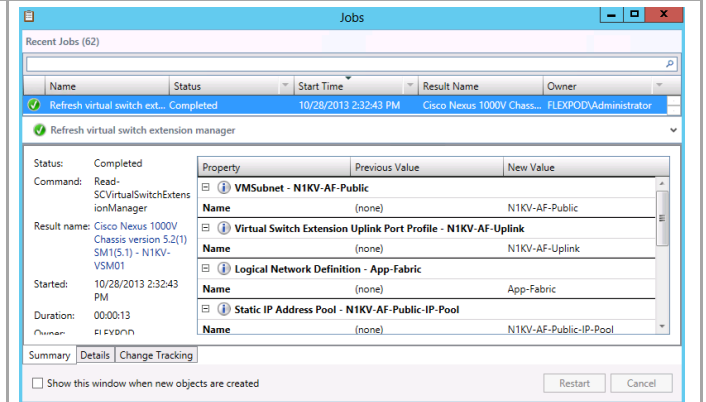 Jobs
Recent Jobs (62)
Name Status Start Time Result Name Owner
Refresh virtual switch ext... Completed 10/28/2013 2:32:43 PM Cisco Nexus 1000V Chass... FLEXPOD\Administrator
Refresh virtual switch extension manager
Status: Completed
Command: Read-
SCVirtualSwitchExtens
ionManager
Result name: Cisco Nexus 1000V
Chassis version 5.2(1)
SM1(5.1) - N1KV-
VSM01
Started: 10/28/2013 2:32:43
PM
Duration: 00:00:13
Owner: FLEXPOD
Property Previous Value New Value
VMSubnet - N1KV-AF-Public
Name (none) N1KV-AF-Public
Virtual Switch Extension Uplink Port Profile - N1KV-AF-Uplink
Name (none) N1KV-AF-Uplink
Logical Network Definition - App-Fabric
Name (none) App-Fabric
Static IP Address Pool - N1KV-AF-Public-IP-Pool
Name (none) N1KV-AF-Public-IP-Pool
Summary Details Change Tracking
Show this window when new objects are created
Restart Cancel